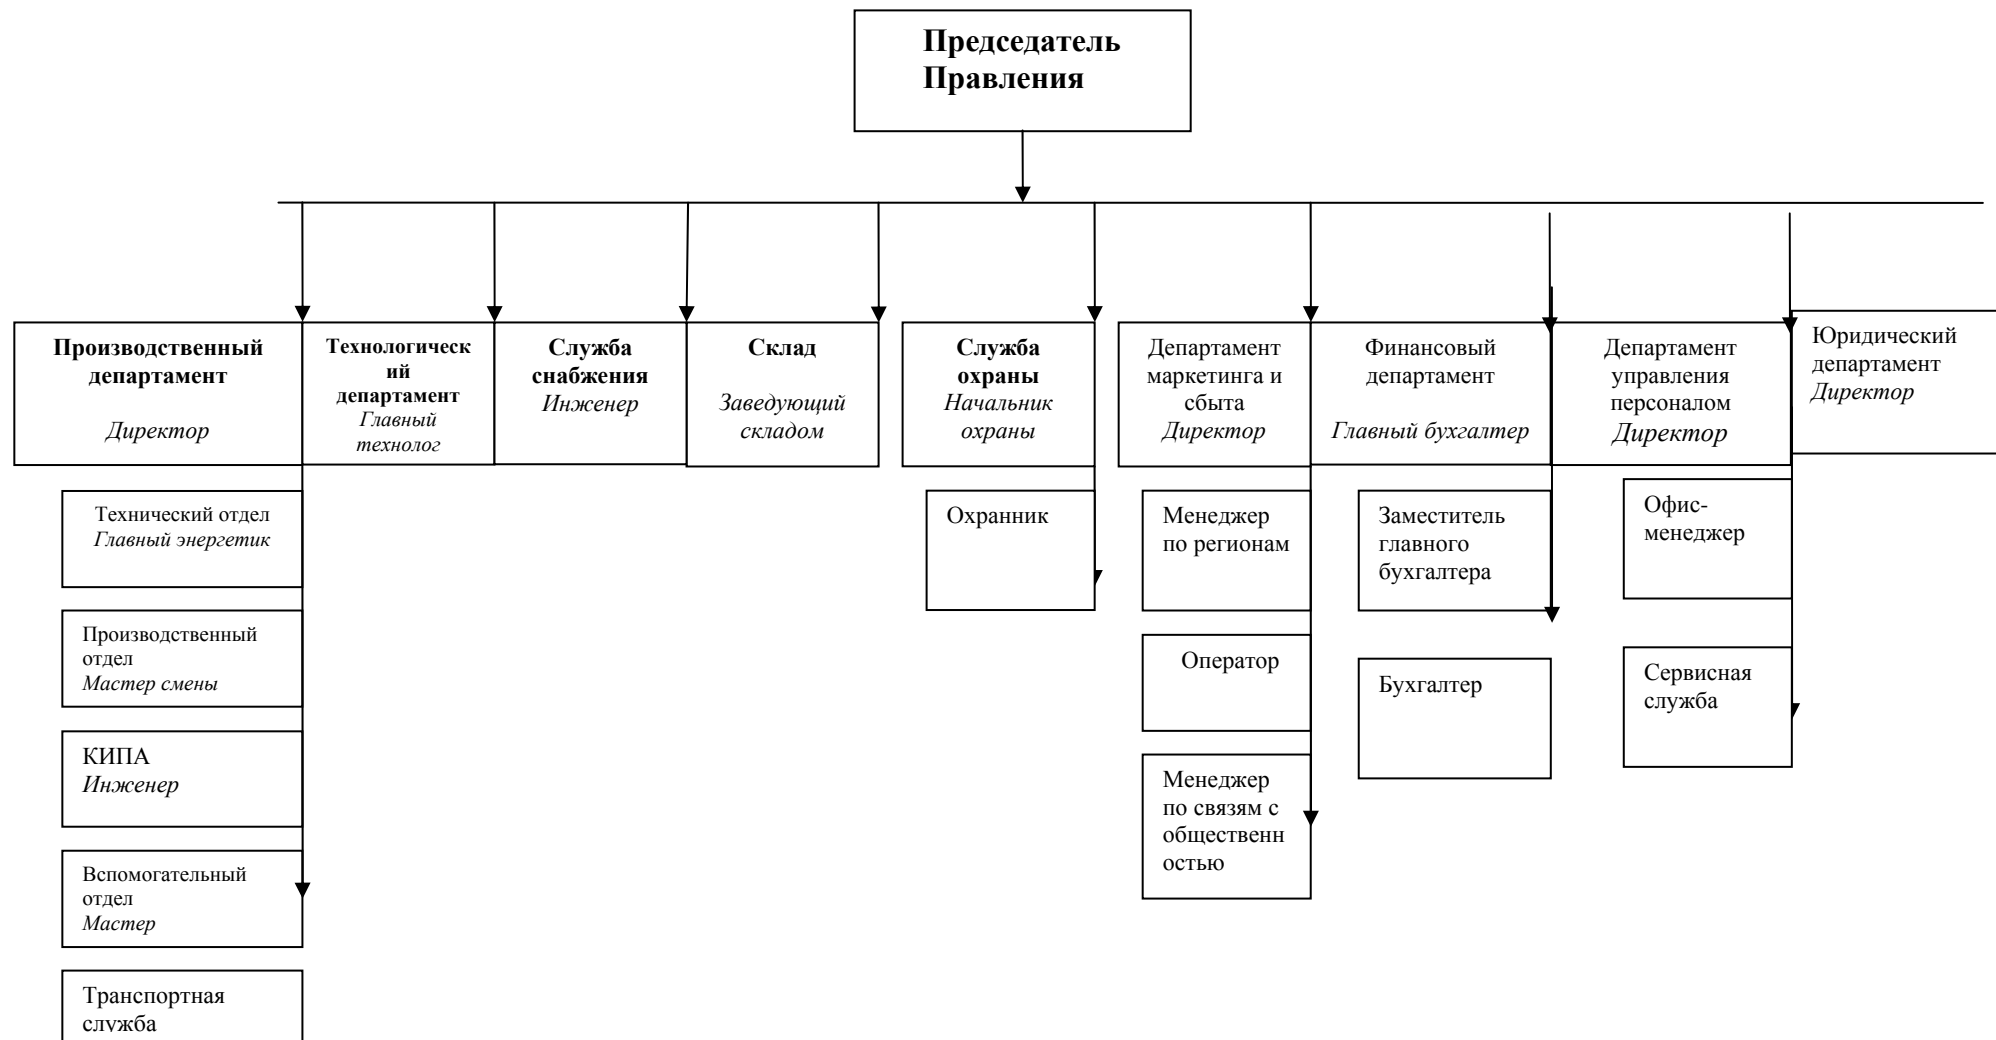 Председатель
Правления
Производственный
департамент
Директор
Технологическ
ий
департамент
Главный
технолог
Служба
снабжения
Инженер
Склад
Заведующий
складом
Служба
охраны
Начальник
охраны
Департамент
маркетинга и
сбыта
Директор
Финансовый
департамент
Главный бухгалтер
Департамент
управления
персоналом
Директор
Юридический
департамент
Директор
Технический отдел
Главный энергетик
Производственный
отдел
Мастер смены
КИПА
Инженер
Вспомогательный
отдел
Мастер
Транспортная
служба
Охранник
Менеджер
по регионам
Оператор
Менеджер
по связям с
общественн
остью
Заместитель
главного
бухгалтера
Бухгалтер
Офис-
менеджер
Сервисная
служба